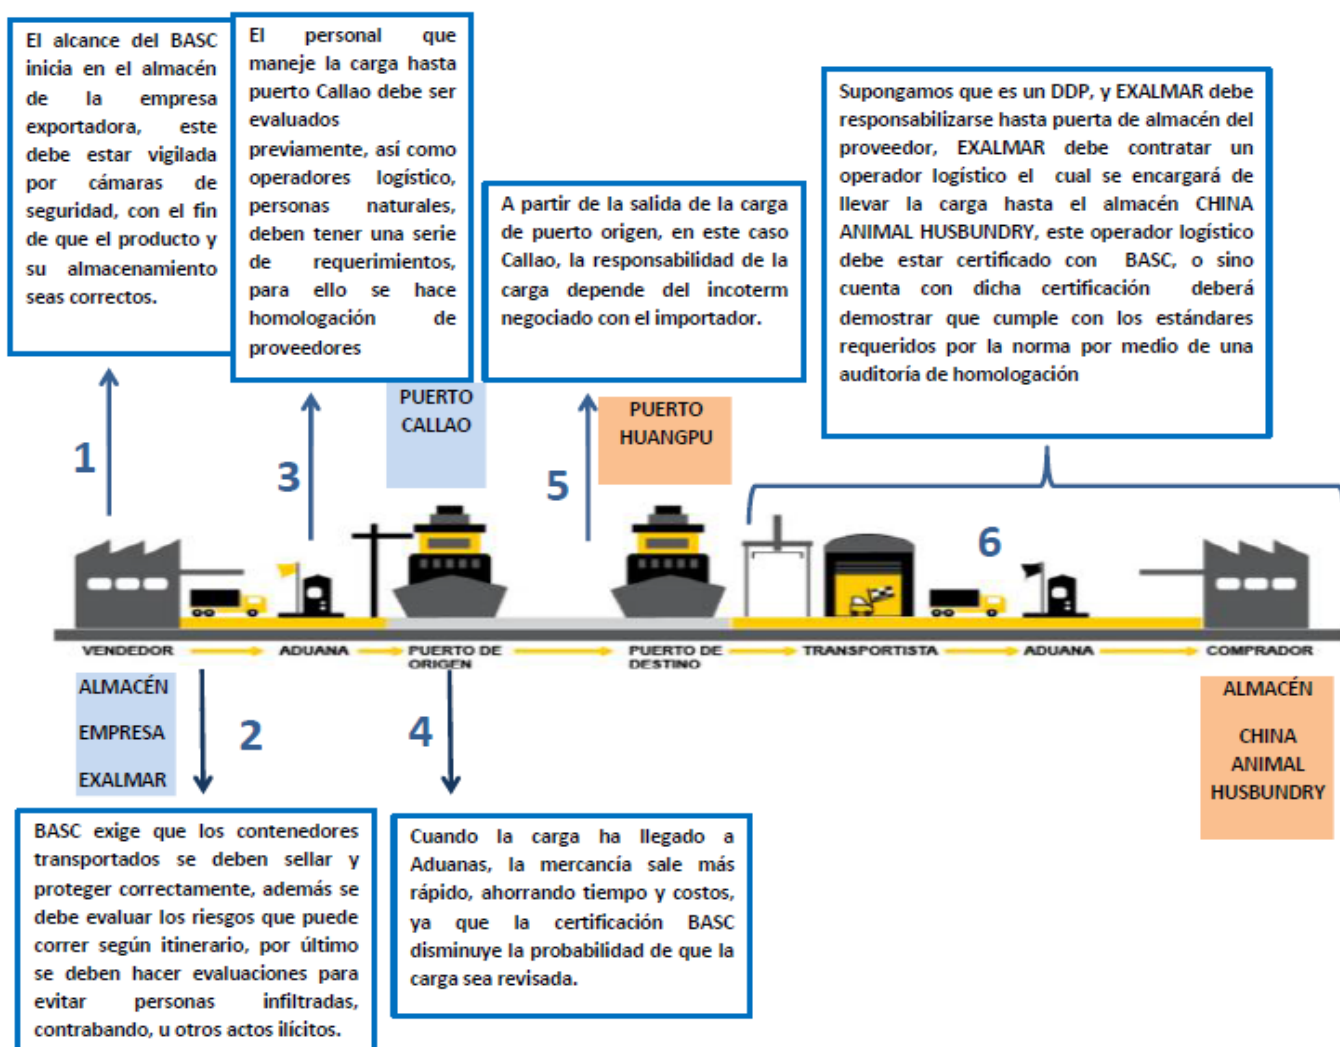 El alcance del BASC
inicia en el almacén
de la empresa
exportadora, este
debe estar vigilada
por cámaras de
seguridad, con el fin
de que el producto y
su almacenamiento
seas correctos.
El personal que
maneje la carga hasta
puerto Callao debe ser
evaluados
previamente, así como
operadores logístico,
personas naturales,
deben tener una serie
de requerimientos,
para ello se hace
homologación de
proveedores
A partir de la salida de la carga
de puerto origen, en este caso
Callao, la responsabilidad de la
carga depende del incoterm
negociado con el importador.
Supongamos que es un DDP, y EXALMAR debe
responsabilizarse hasta puerta de almacén del
proveedor, EXALMAR debe contratar un
operador logístico el cual se encargará de
llevar la carga hasta el almacén CHINA
ANIMAL HUSBUNDRY, este operador logístico
debe estar certificado con BASC, o sino
cuenta con dicha certificación deberá
demostrar que cumple con los estándares
requeridos por la norma por medio de una
auditoría de homologación
PUERTO
CALLAO
PUERTO
HUANGPU
1
3
5
6
VENDEDOR
ADUANA
PUERTO DE
ORIGEN
PUERTO DE
DESTINO
TRANSPORTISTA
ADUANA
COMPRADOR
ALMACÉN
EMPRESA
EXALMAR
2
4
ALMACÉN
CHINA
ANIMAL
HUSBUNDRY
BASC exige que los contenedores
transportados se deben sellar y
proteger correctamente, además se
debe evaluar los riesgos que puede
correr según itinerario, por último
se deben hacer evaluaciones para
evitar personas infiltradas,
contrabando, u otros actos ilícitos.
Cuando la carga ha llegado a
Aduanas, la mercancía sale más
rápido, ahorrando tiempo y costos,
ya que la certificación BASC
disminuye la probabilidad de que la
carga sea revisada.